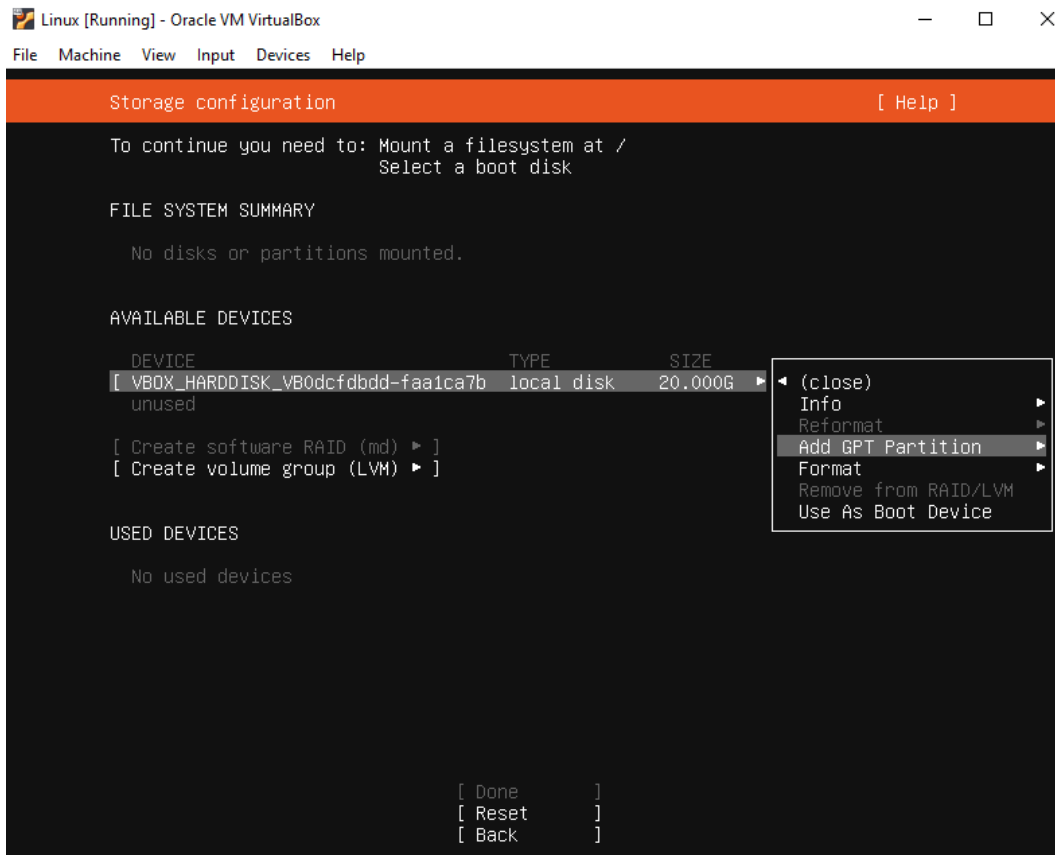 Linux [Running] - Oracle VM VirtualBox
File Machine View Input Devices Help
Storage configuration [ Help ]
To continue you need to: Mount a filesystem at /
Select a boot disk
FILE SYSTEM SUMMARY
No disks or partitions mounted.
AVAILABLE DEVICES
DEVICE TYPE SIZE
[ VBOX_HARDDISK_VB0dcfdbdd-faa1ca7b local disk 20.000G ▸
unused
[ Create software RAID (md) ▸ ]
[ Create volume group (LVM) ▸ ]
◂ (close)
Info ▸
Reformat ▸
Add GPT Partition ▸
Format ▸
Remove from RAID/LVM
Use As Boot Device
USED DEVICES
No used devices
[ Done ]
[ Reset ]
[ Back ]